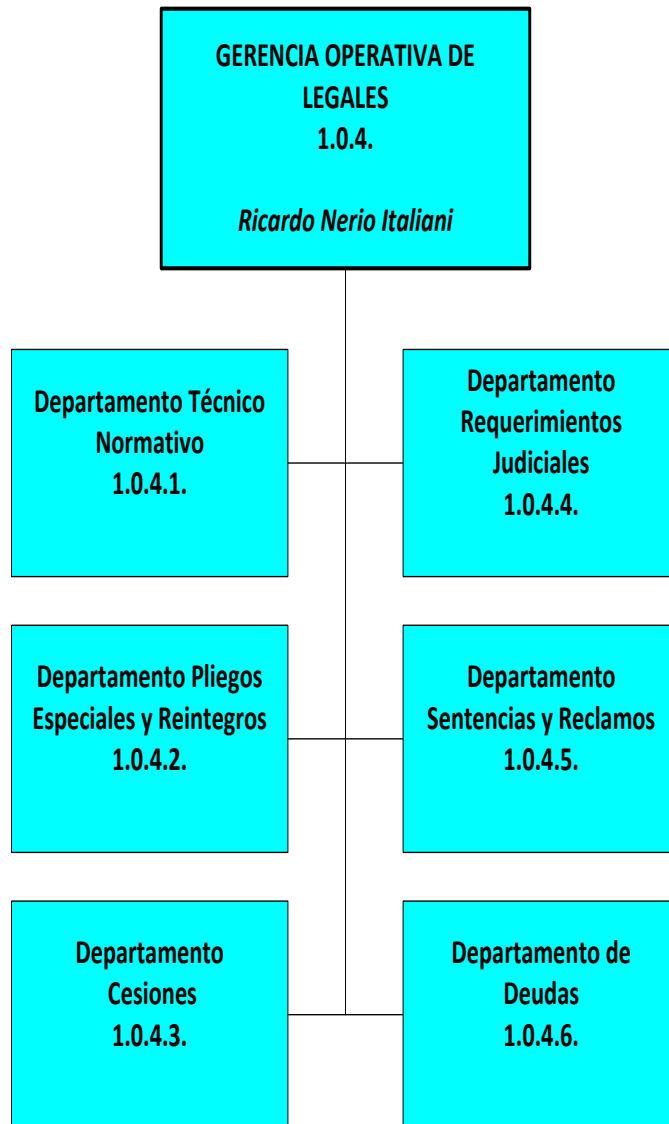 GERENCIA OPERATIVA DE
LEGALES
1.0.4.
Ricardo Nerio Italiani
Departamento Técnico
Normativo
1.0.4.1.
Departamento
Requerimientos
Judiciales
1.0.4.4.
Departamento Pliegos
Especiales y Reintegros
1.0.4.2.
Departamento
Sentencias y Reclamos
1.0.4.5.
Departamento
Cesiones
1.0.4.3.
Departamento de
Deudas
1.0.4.6.